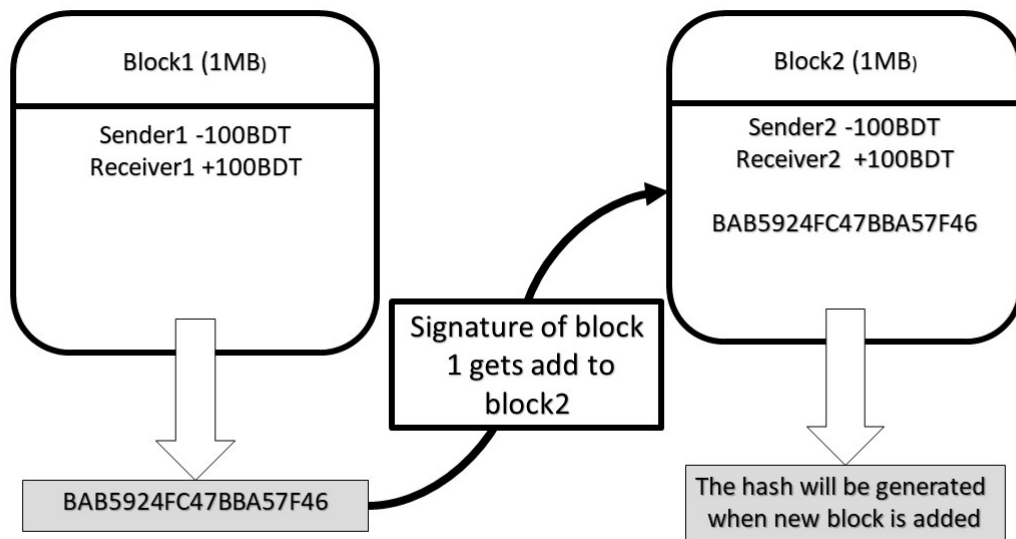 Block1 (1MB)
Sender1 -100BDT
Receiver1 +100BDT
BAB5924FC47BBA57F46
Signature of block
1 gets add to
block2
Block2 (1MB)
Sender2 -100BDT
Receiver2 +100BDT
BAB5924FC47BBA57F46
The hash will be generated
when new block is added